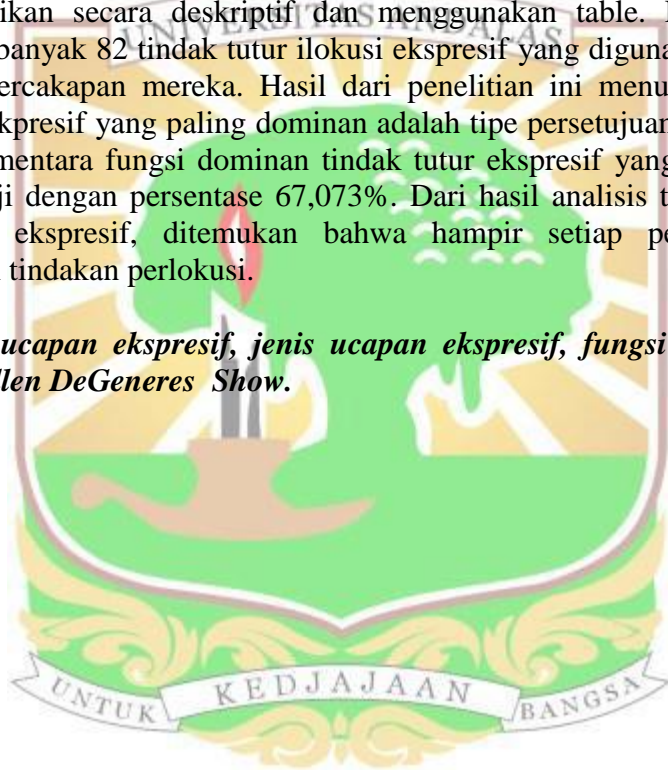 ikan secara deskriptif dan menggunakan table.
UNIVERSITAS ANDALAS
banyak 82 tindak tutur ilokusi ekspresif yang diguna
ercakapan mereka. Hasil dari penelitian ini menu
kpresif yang paling dominan adalah tipe persetujuan
mentara fungsi dominan tindak tutur ekspresif yang
ji dengan persentase 67,073%. Dari hasil analisis t
ekspresif, ditemukan bahwa hampir setiap pe
tindakan perlokusi.
ucapan ekspresif, jenis ucapan ekspresif, fungsi
llen DeGeneres Show.
UNTUK KEDJAJAAN BANGSA